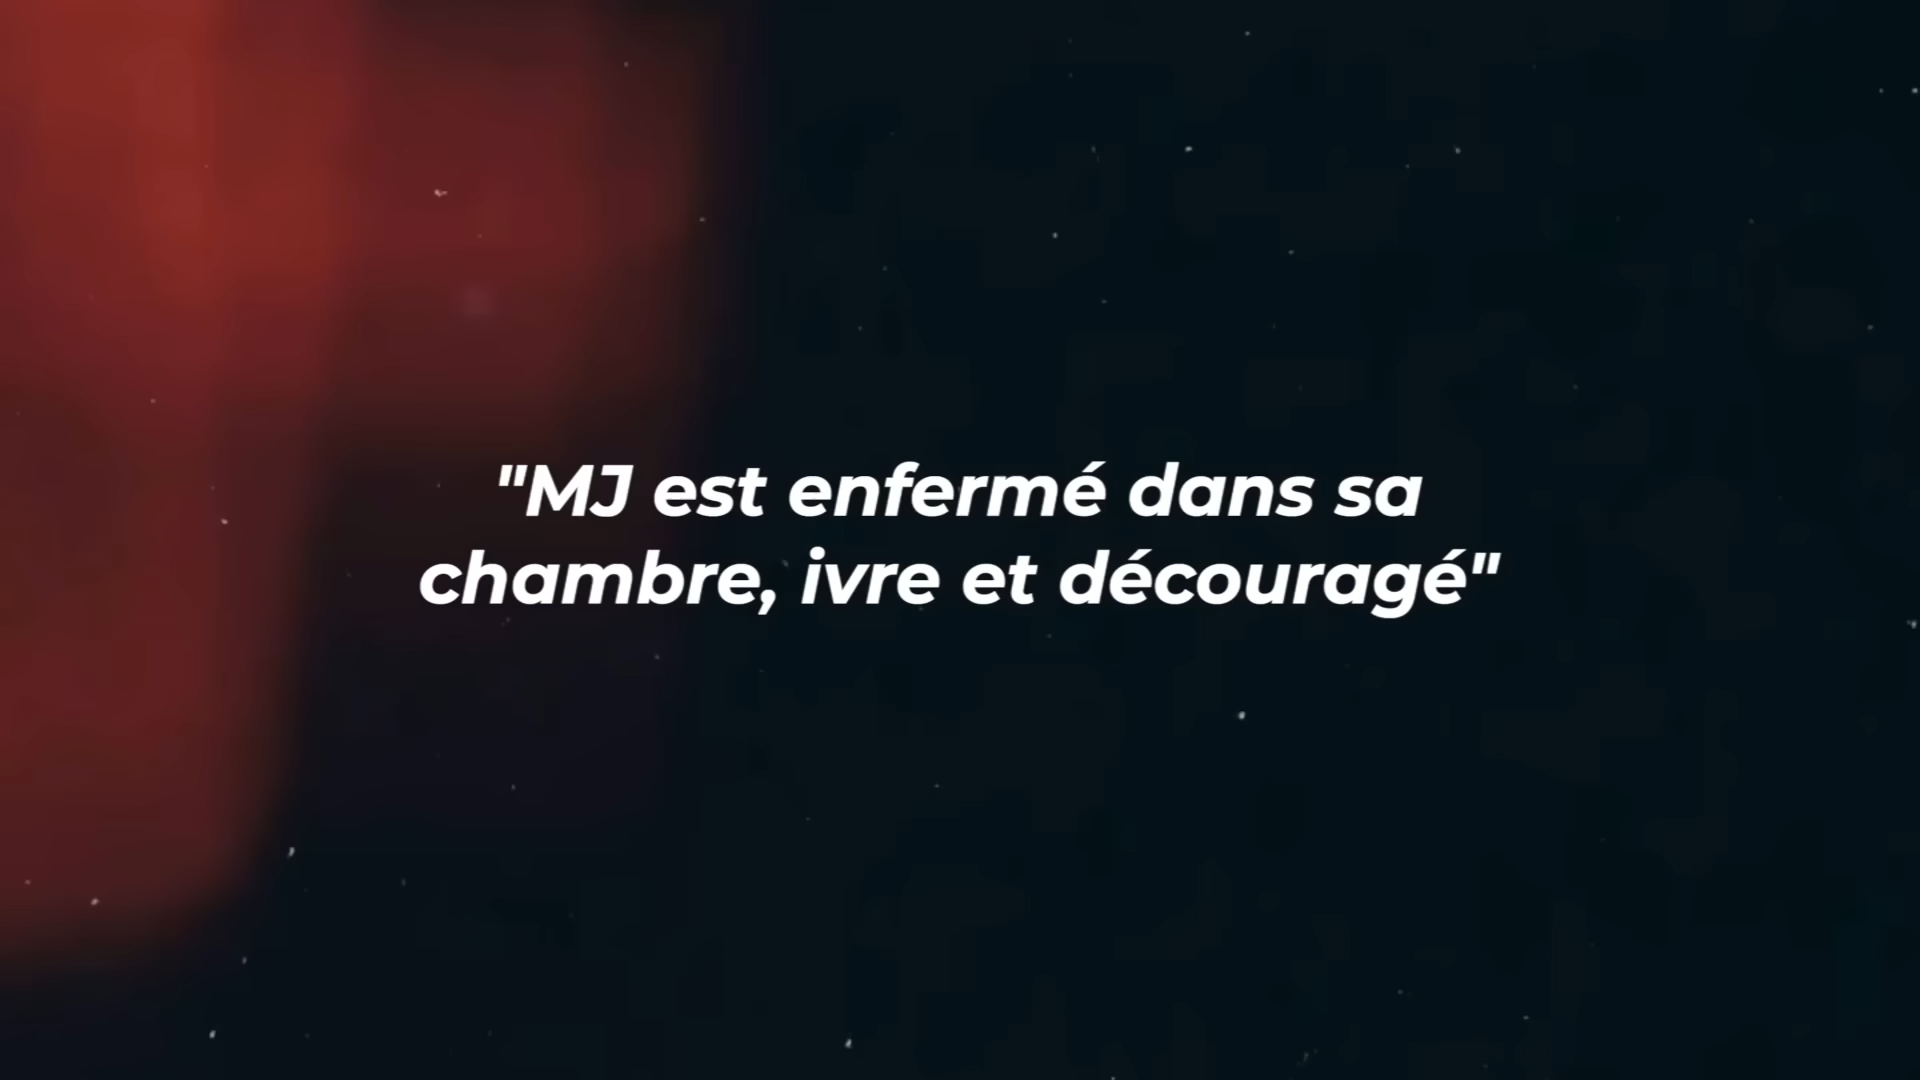 "MJ est enfermé dans sa
chambre, ivre et découragé"